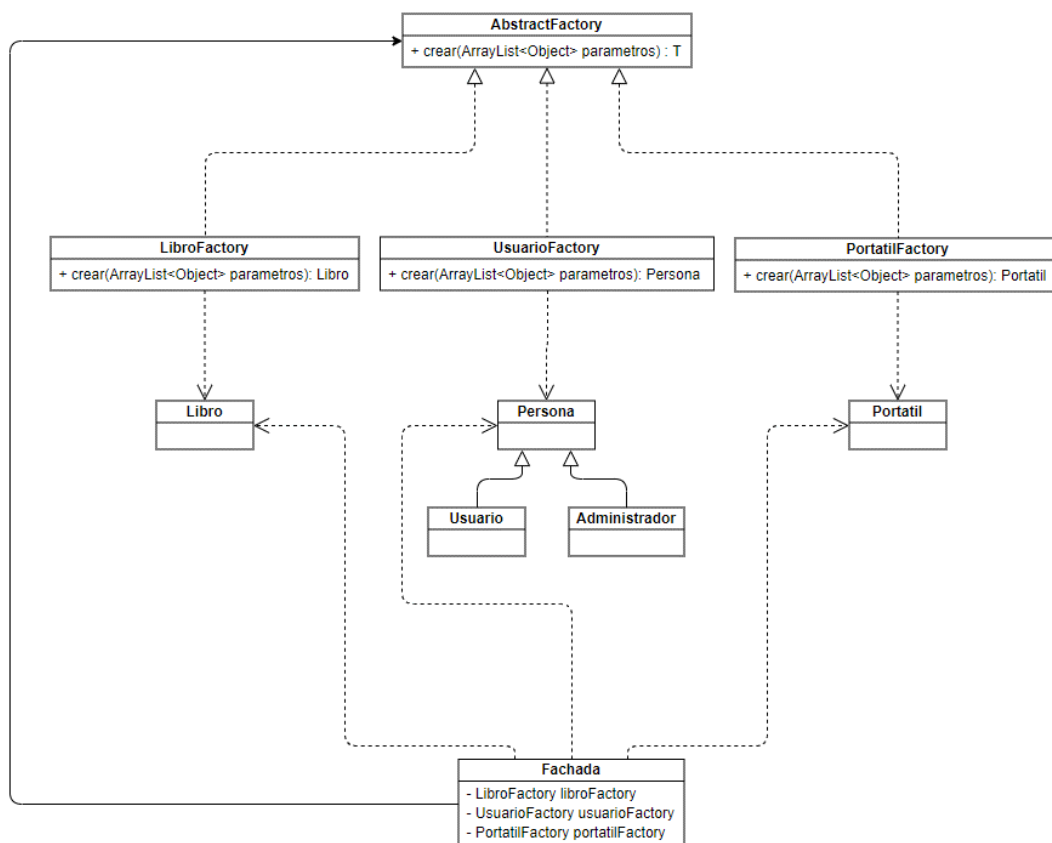 AbstractFactory
+ crear(ArrayList<Object> parametros) : T
LibroFactory
+ crear(ArrayList<Object> parametros): Libro
UsuarioFactory
+ crear(ArrayList<Object> parametros): Persona
PortatilFactory
+ crear(ArrayList<Object> parametros): Portatil
Libro
Persona
Portatil
Usuario
Administrador
Fachada
- LibroFactory libroFactory
- UsuarioFactory usuarioFactory
- PortatilFactory portatilFactory